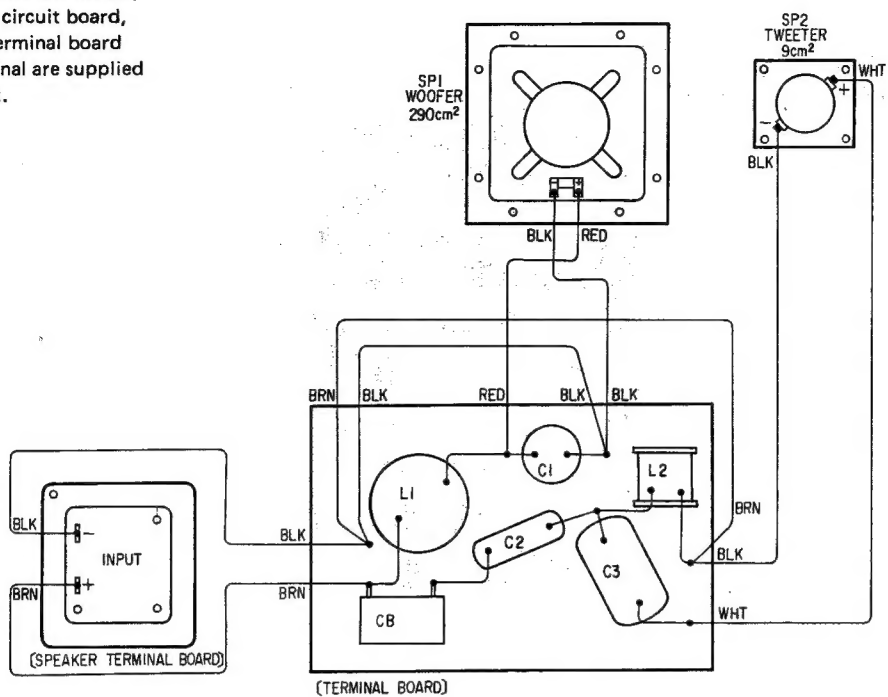 circuit board,
erminal board
nal are supplied
.
SP1
WOOFER
290cm²
SP2
TWEETER
9cm²
WHT
+
−
BLK
− +
BLK RED
BRN BLK RED BLK BLK
L1
C1
L2
BRN
BLK
C2
C3
CB
WHT
BLK
BRN
BLK
BRN
−
INPUT
+
(SPEAKER TERMINAL BOARD)
(TERMINAL BOARD)